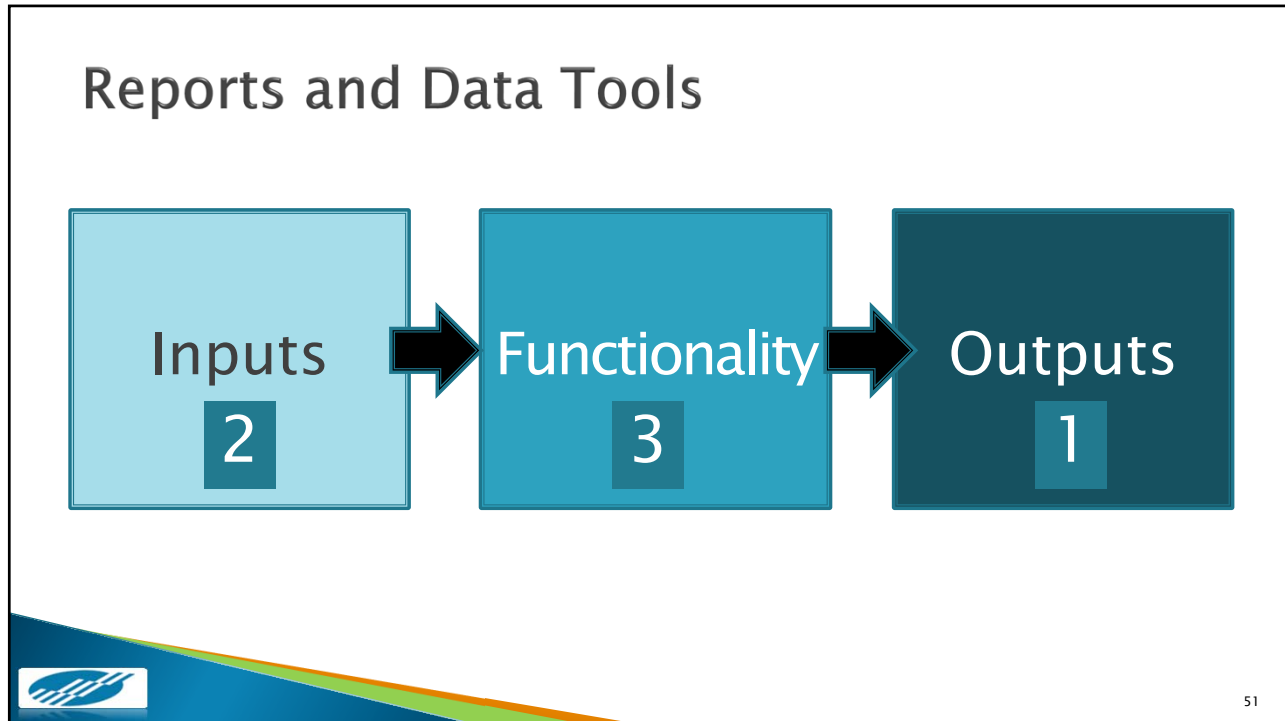 Reports and Data Tools
Inputs
2
Functionality
3
Outputs
1
51